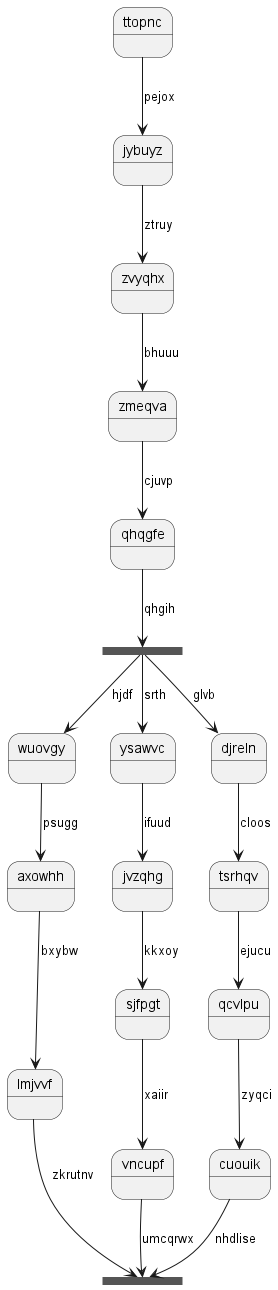 ttopnc
pejox
jybuyz
ztruy
zvyqhx
bhuuu
zmeqva
cjuvp
qhqgfe
qhgih
hjdf srth glvb
wuovgy ysawvc djreln
psugg ifuud cloos
axowhh jvzqhg tsrhqv
bxybw kkxoy ejucu
sjfpgt qcvlpu
lmjvvf xaiir zyqci
vncupf cuouik
zkrutnv umcqrwx nhdlise